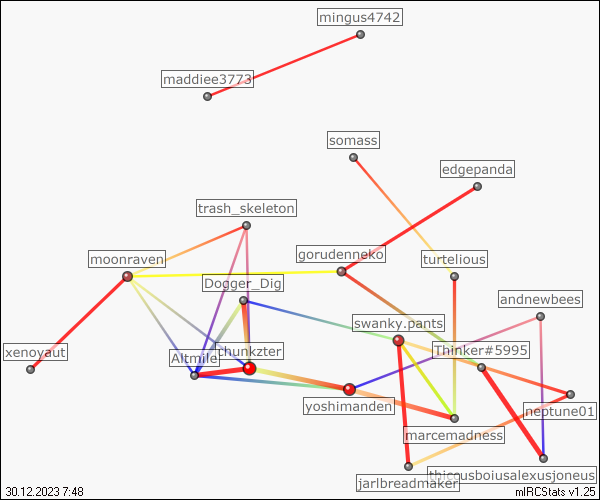 mingus4742
maddiee3773
somass
edgepanda
trash_skeleton
moonraven
gorudenneko
turtelious
Dogger_Dig
andnewbees
swanky.pants
xenoyaut
Altmile
chunkzter
Thinker#5995
yoshimanden
neptune01
marcemadness
jarlbreadmaker
thiccusboiusalexusjoneus
30.12.2023 7:48
mIRCStats v1.25